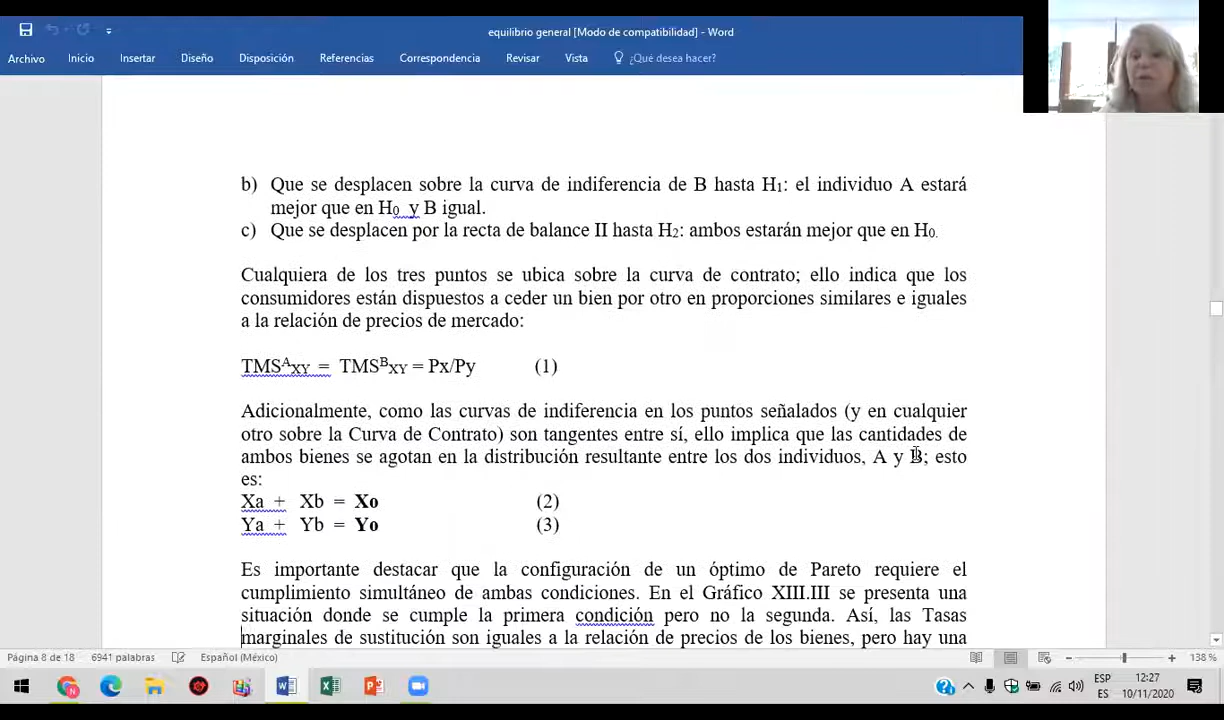 equilibrio general [Modo de compatibilidad] - Word
Archivo Inicio Insertar Diseño Disposición Referencias Correspondencia Revisar Vista ¿Qué desea hacer?
b) Que se desplacen sobre la curva de indiferencia de B hasta H1: el individuo A estará
mejor que en H0 y B igual.
c) Que se desplacen por la recta de balance II hasta H2: ambos estarán mejor que en H0.
Cualquiera de los tres puntos se ubica sobre la curva de contrato; ello indica que los
consumidores están dispuestos a ceder un bien por otro en proporciones similares e iguales
a la relación de precios de mercado:
TMSAXY = TMSBXY = Px/Py (1)
Adicionalmente, como las curvas de indiferencia en los puntos señalados (y en cualquier
otro sobre la Curva de Contrato) son tangentes entre sí, ello implica que las cantidades de
ambos bienes se agotan en la distribución resultante entre los dos individuos, A y B; esto
es:
Xa + Xb = Xo (2)
Ya + Yb = Yo (3)
Es importante destacar que la configuración de un óptimo de Pareto requiere el
cumplimiento simultáneo de ambas condiciones. En el Gráfico XIII.III se presenta una
situación donde se cumple la primera condición pero no la segunda. Así, las Tasas
marginales de sustitución son iguales a la relación de precios de los bienes, pero hay una
Página 8 de 18 6941 palabras Español (México) 138 %
ESP 12:27
ES 10/11/2020